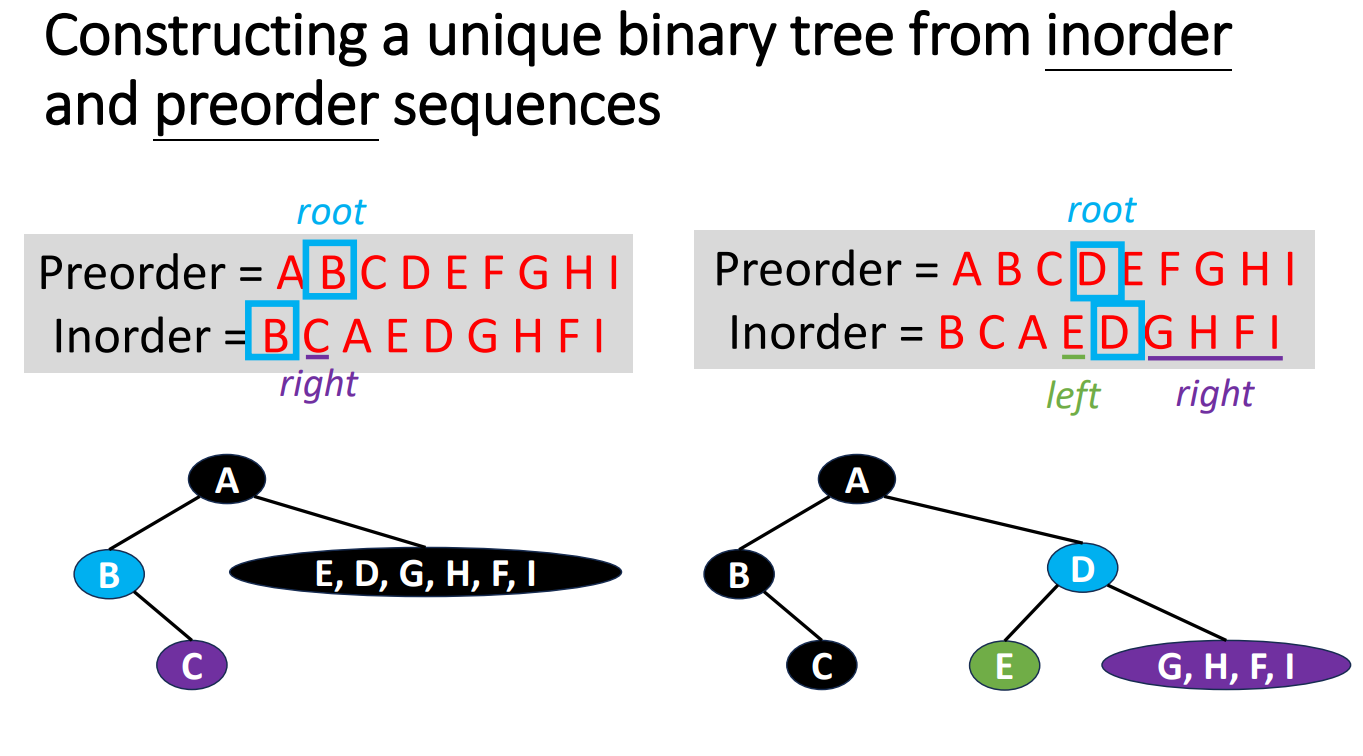 Constructing a unique binary tree from inorder
and preorder sequences
root
Preorder = A B C D E F G H I
Inorder = B C A E D G H F I
right
A
B
E, D, G, H, F, I
C
root
Preorder = A B C D E F G H I
Inorder = B C A E D G H F I
left right
A
B
D
C
E
G, H, F, I